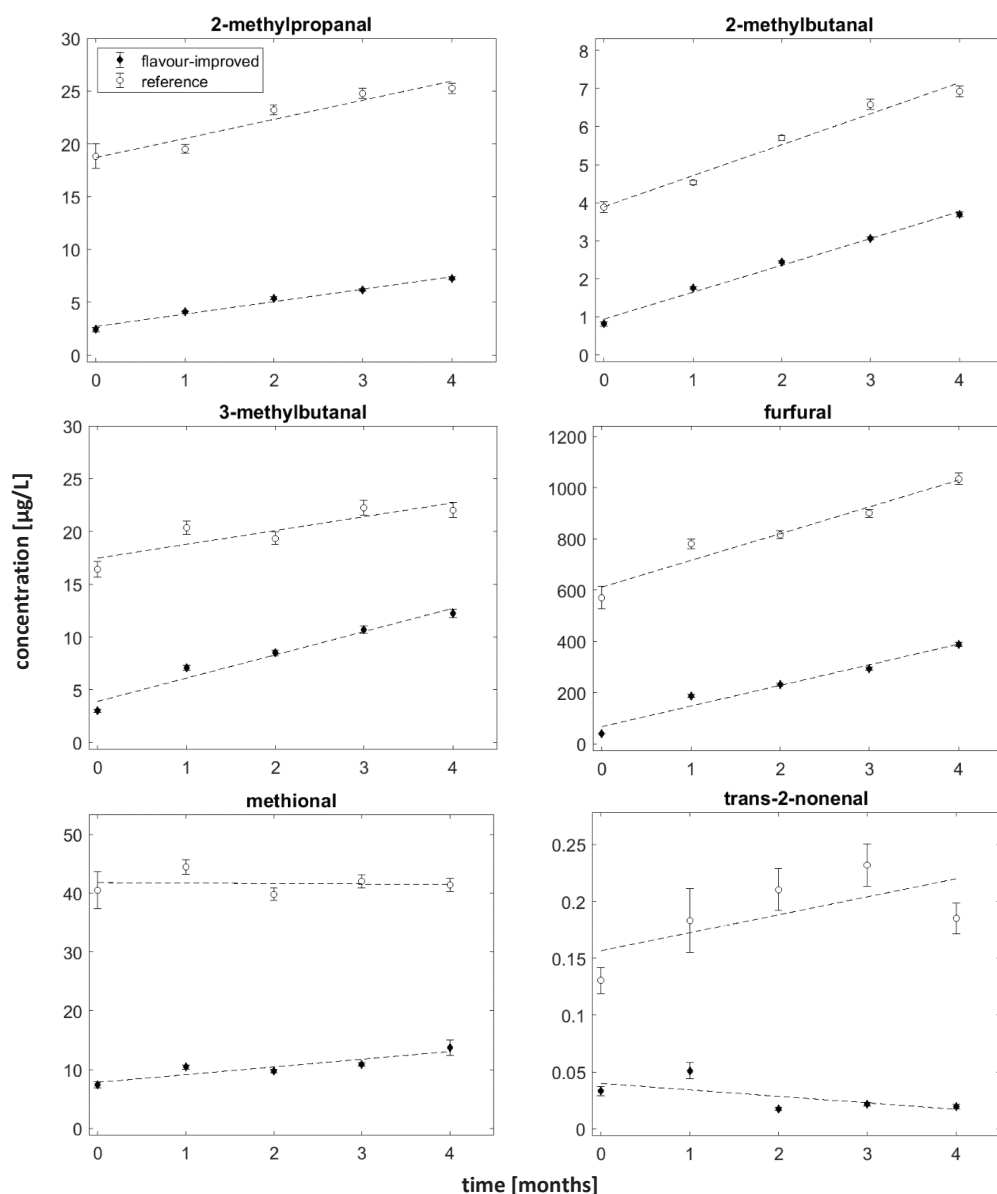 2-methylpropanal
30
25
20
15
10
5
0
flavour-improved
reference
0 1 2 3 4
2-methylbutanal
8
7
6
5
4
3
2
1
0
0 1 2 3 4
3-methylbutanal
30
25
20
15
10
5
0
0 1 2 3 4
furfural
1200
1000
800
600
400
200
0
0 1 2 3 4
concentration [µg/L]
methional
50
40
30
20
10
0
0 1 2 3 4
trans-2-nonenal
0.25
0.2
0.15
0.1
0.05
0
0 1 2 3 4
time [months]